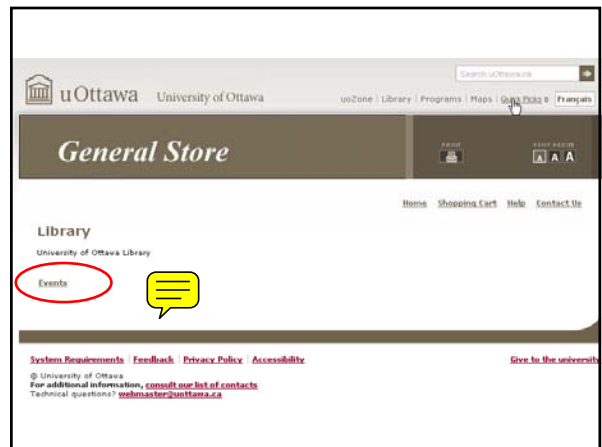 Search uOttawa.ca
uOttawa University of Ottawa
uoZone | Library | Programs | Maps | Quick Picks Français
General Store
PRINT
FONT RESIZE
A A A
Home Shopping Cart Help Contact Us
Library
University of Ottawa Library
Events
System Requirements | Feedback | Privacy Policy | Accessibility
Give to the universit
© University of Ottawa
For additional information, consult our list of contacts
Technical questions? webmaster@uottawa.ca